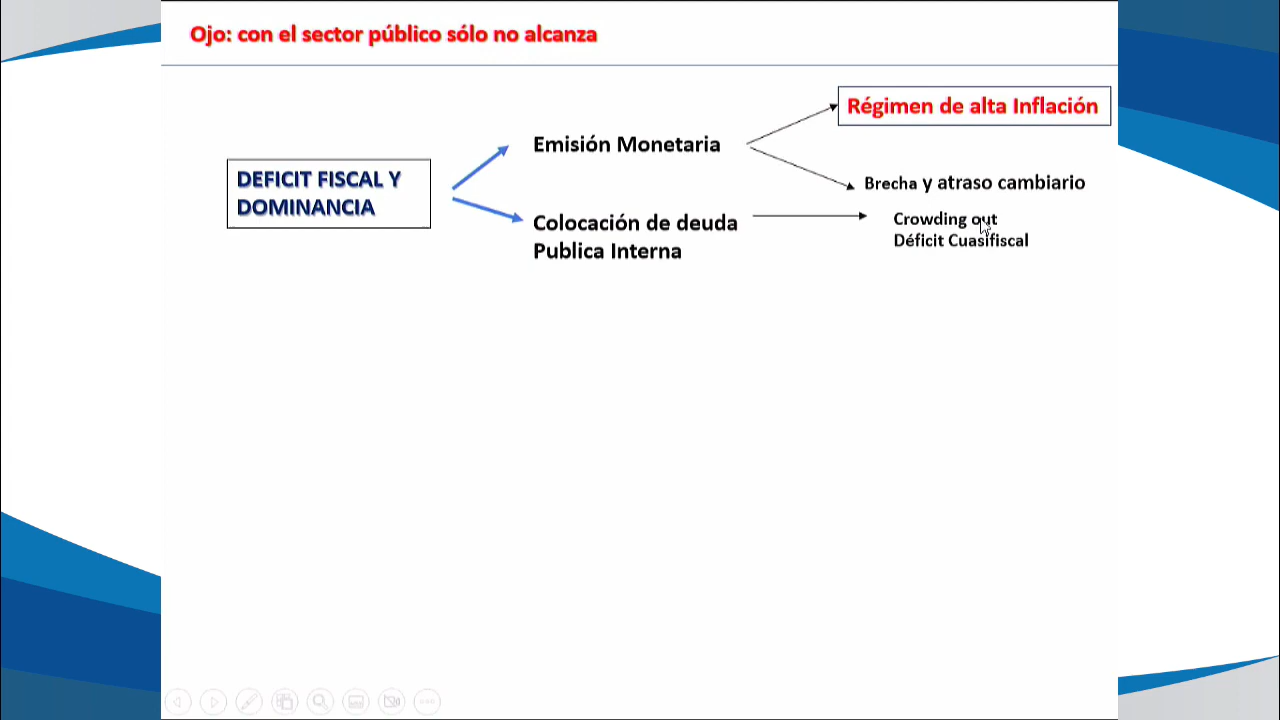 Ojo: con el sector público sólo no alcanza
Régimen de alta Inflación
Emisión Monetaria
DEFICIT FISCAL Y
DOMINANCIA
Brecha y atraso cambiario
Colocación de deuda
Publica Interna
Crowding out
Déficit Cuasifiscal